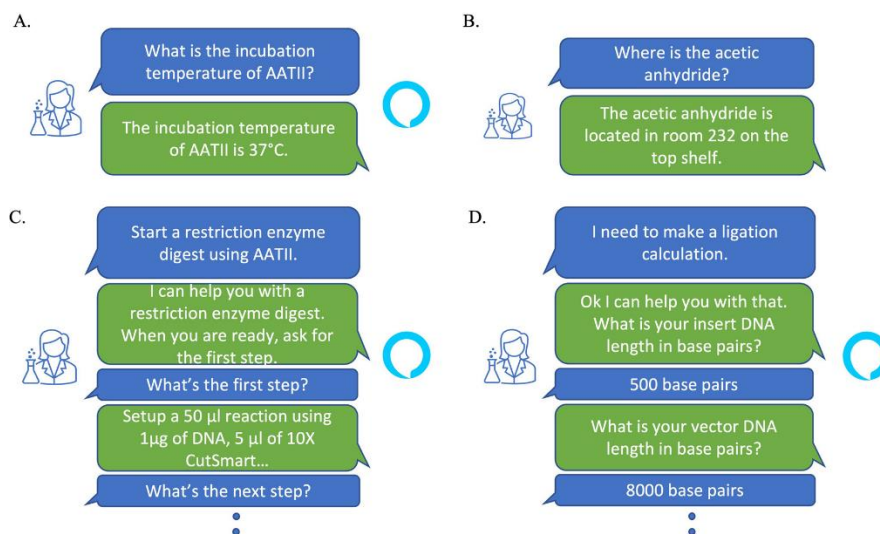 A.
What is the incubation
temperature of AATII?
The incubation temperature
of AATII is 37°C.
B.
Where is the acetic
anhydride?
The acetic anhydride is
located in room 232 on the
top shelf.
C.
Start a restriction enzyme
digest using AATII.
I can help you with a
restriction enzyme digest.
When you are ready, ask for
the first step.
What's the first step?
Setup a 50 µl reaction using
1µg of DNA, 5 µl of 10X
CutSmart...
What's the next step?
D.
I need to make a ligation
calculation.
Ok I can help you with that.
What is your insert DNA
length in base pairs?
500 base pairs
What is your vector DNA
length in base pairs?
8000 base pairs